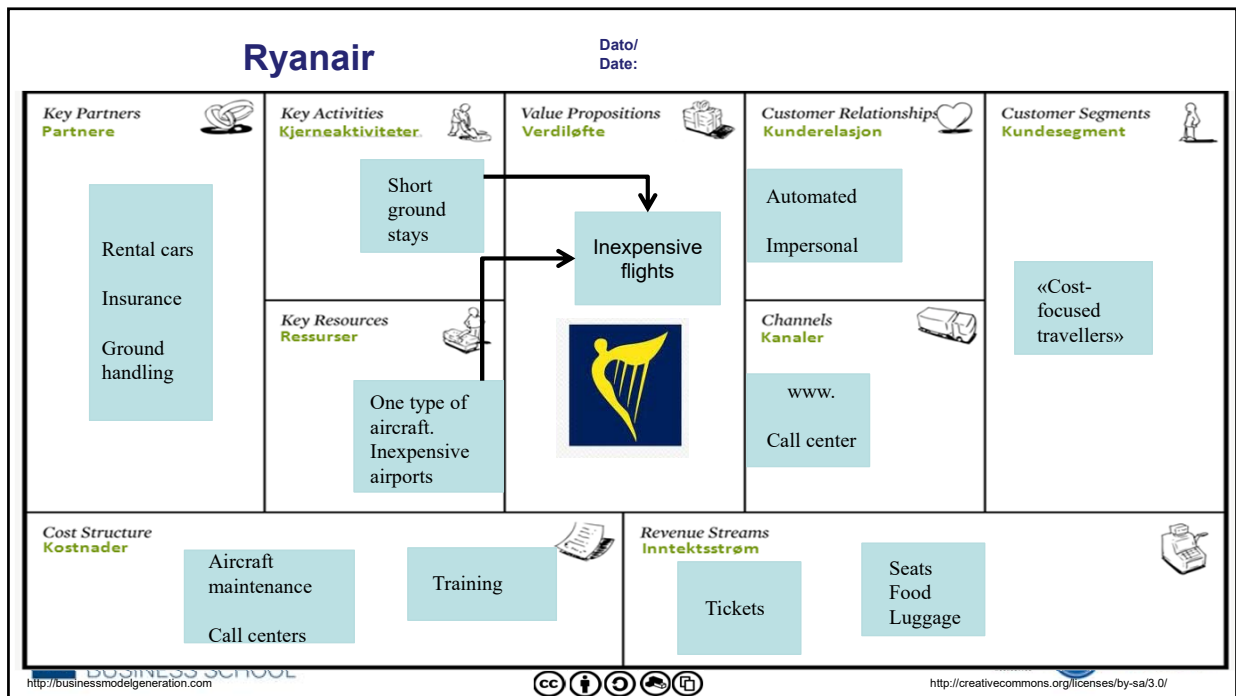 Ryanair
Dato/
Date:
Key Partners
Partnere
Rental cars
Insurance
Ground
handling
Key Activities
Kjerneaktiviteter.
Short
ground
stays
Key Resources
Ressurser
One type of
aircraft.
Inexpensive
airports
Value Propositions
Verdiløfte
Inexpensive
flights
Customer Relationships
Kunderelasjon
Automated
Impersonal
Channels
Kanaler
www.
Call center
Customer Segments
Kundesegment
«Cost-
focused
travellers»
Cost Structure
Kostnader
Aircraft
maintenance
Call centers
Training
Revenue Streams
Inntektsstrøm
Tickets
Seats
Food
Luggage
BUSINESS SCHOOL
http://businessmodelgeneration.com
cc
http://creativecommons.org/licenses/by-sa/3.0/